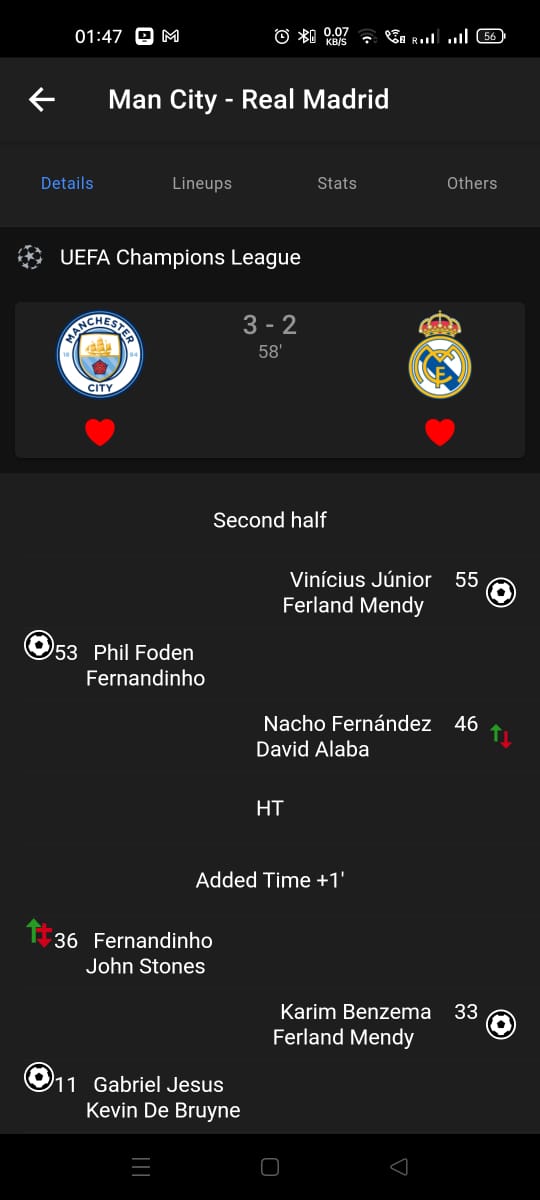 01:47
0.07
KB/S
R
56
Man City - Real Madrid
Details Lineups Stats Others
UEFA Champions League
MANCHESTER
18 94
CITY
3 - 2
58'
Second half
Vinícius Júnior 55
Ferland Mendy
53 Phil Foden
Fernandinho
Nacho Fernández 46
David Alaba
HT
Added Time +1'
36 Fernandinho
John Stones
Karim Benzema 33
Ferland Mendy
11 Gabriel Jesus
Kevin De Bruyne